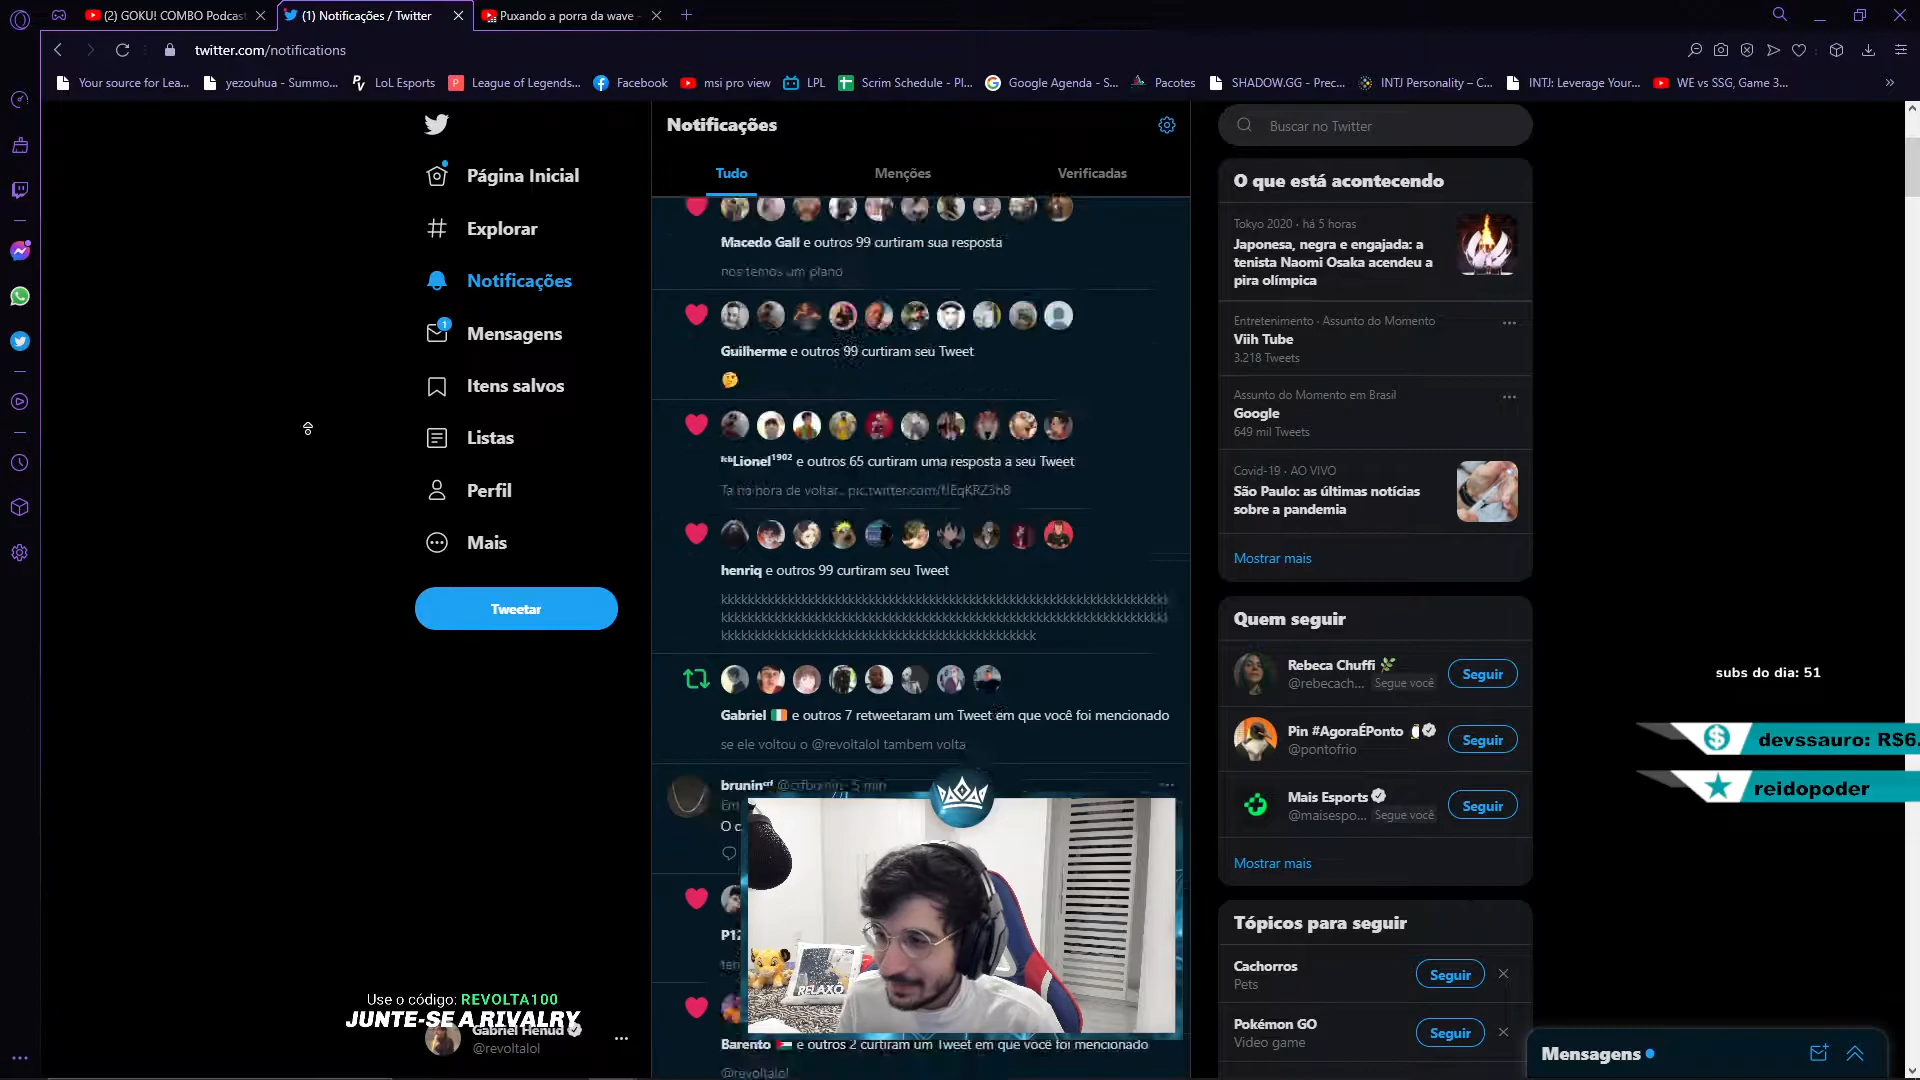 (2) GOKU! COMBO Podcast
(1) Notificações / Twitter
Puxando a porra da wave -
twitter.com/notifications
Your source for Lea...
yezouhua - Summo...
LoL Esports
League of Legends...
Facebook
msi pro view
LPL
Scrim Schedule - Pl...
Google Agenda - S...
Pacotes
SHADOW.GG - Prec...
INTJ Personality – C...
INTJ: Leverage Your...
WE vs SSG, Game 3...
Página Inicial
Explorar
Notificações
1
Mensagens
Itens salvos
Listas
Perfil
Mais
Tweetar
Use o código: REVOLTA100
JUNTE-SE A RIVALRY
Gabriel Henud
@revoltalol
Notificações
Tudo
Menções
Verificadas
Macedo Gall e outros 99 curtiram sua resposta
nos temos um plano
Guilherme e outros 99 curtiram seu Tweet
🤔
Lionel¹⁹⁰² e outros 65 curtiram uma resposta a seu Tweet
Ta na hora de voltar..
henriq e outros 99 curtiram seu Tweet
Gabriel 🇮🇪 e outros 7 retweetaram um Tweet em que você foi mencionado
se ele voltou o @revoltalol tambem volta
5 min
RELAXO
Barento 🇵🇸 e outros 2 curtiram um Tweet em que você foi mencionado
@revoltalol
Buscar no Twitter
O que está acontecendo
Tokyo 2020 · há 5 horas
Japonesa, negra e engajada: a
tenista Naomi Osaka acendeu a
pira olímpica
Entretenimento · Assunto do Momento
Viih Tube
3.218 Tweets
Assunto do Momento em Brasil
Google
649 mil Tweets
Covid-19 · AO VIVO
São Paulo: as últimas notícias
sobre a pandemia
Mostrar mais
Quem seguir
Rebeca Chuffi 🌿
@rebecach... Segue você
Seguir
Pin #AgoraÉPonto 🐧
@pontofrio
Seguir
Mais Esports
@maisespo... Segue você
Seguir
Mostrar mais
Tópicos para seguir
Cachorros
Pets
Seguir
Pokémon GO
Video game
Seguir
subs do dia: 51
devssauro: R$6.
reidopoder
Mensagens